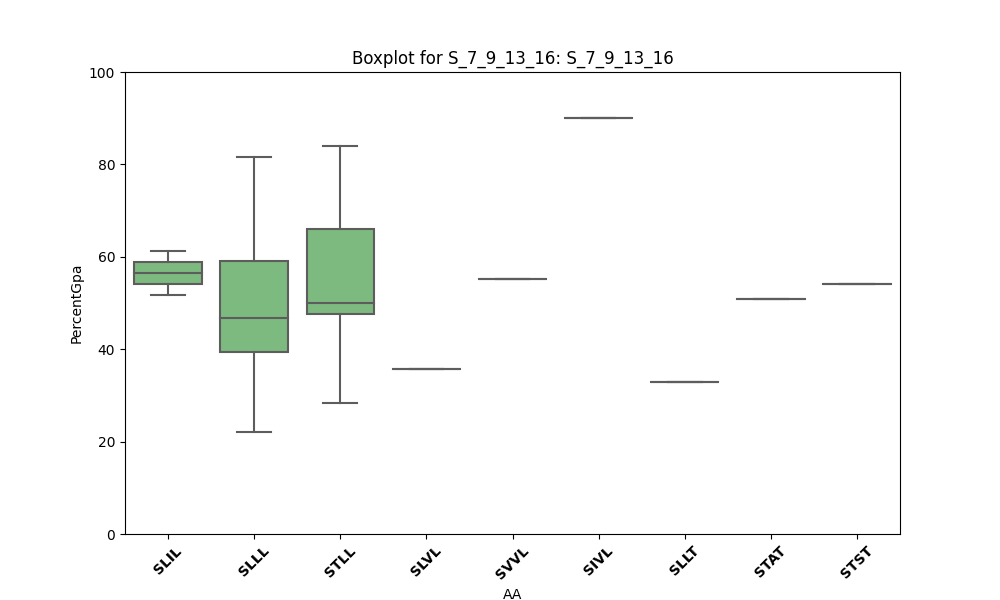 Boxplot for S_7_9_13_16: S_7_9_13_16
100
80
60
40
20
0
PercentGpa
SLIL
SLLL
STLL
SLVL
SVVL
SIVL
SLLT
STAT
STST
AA